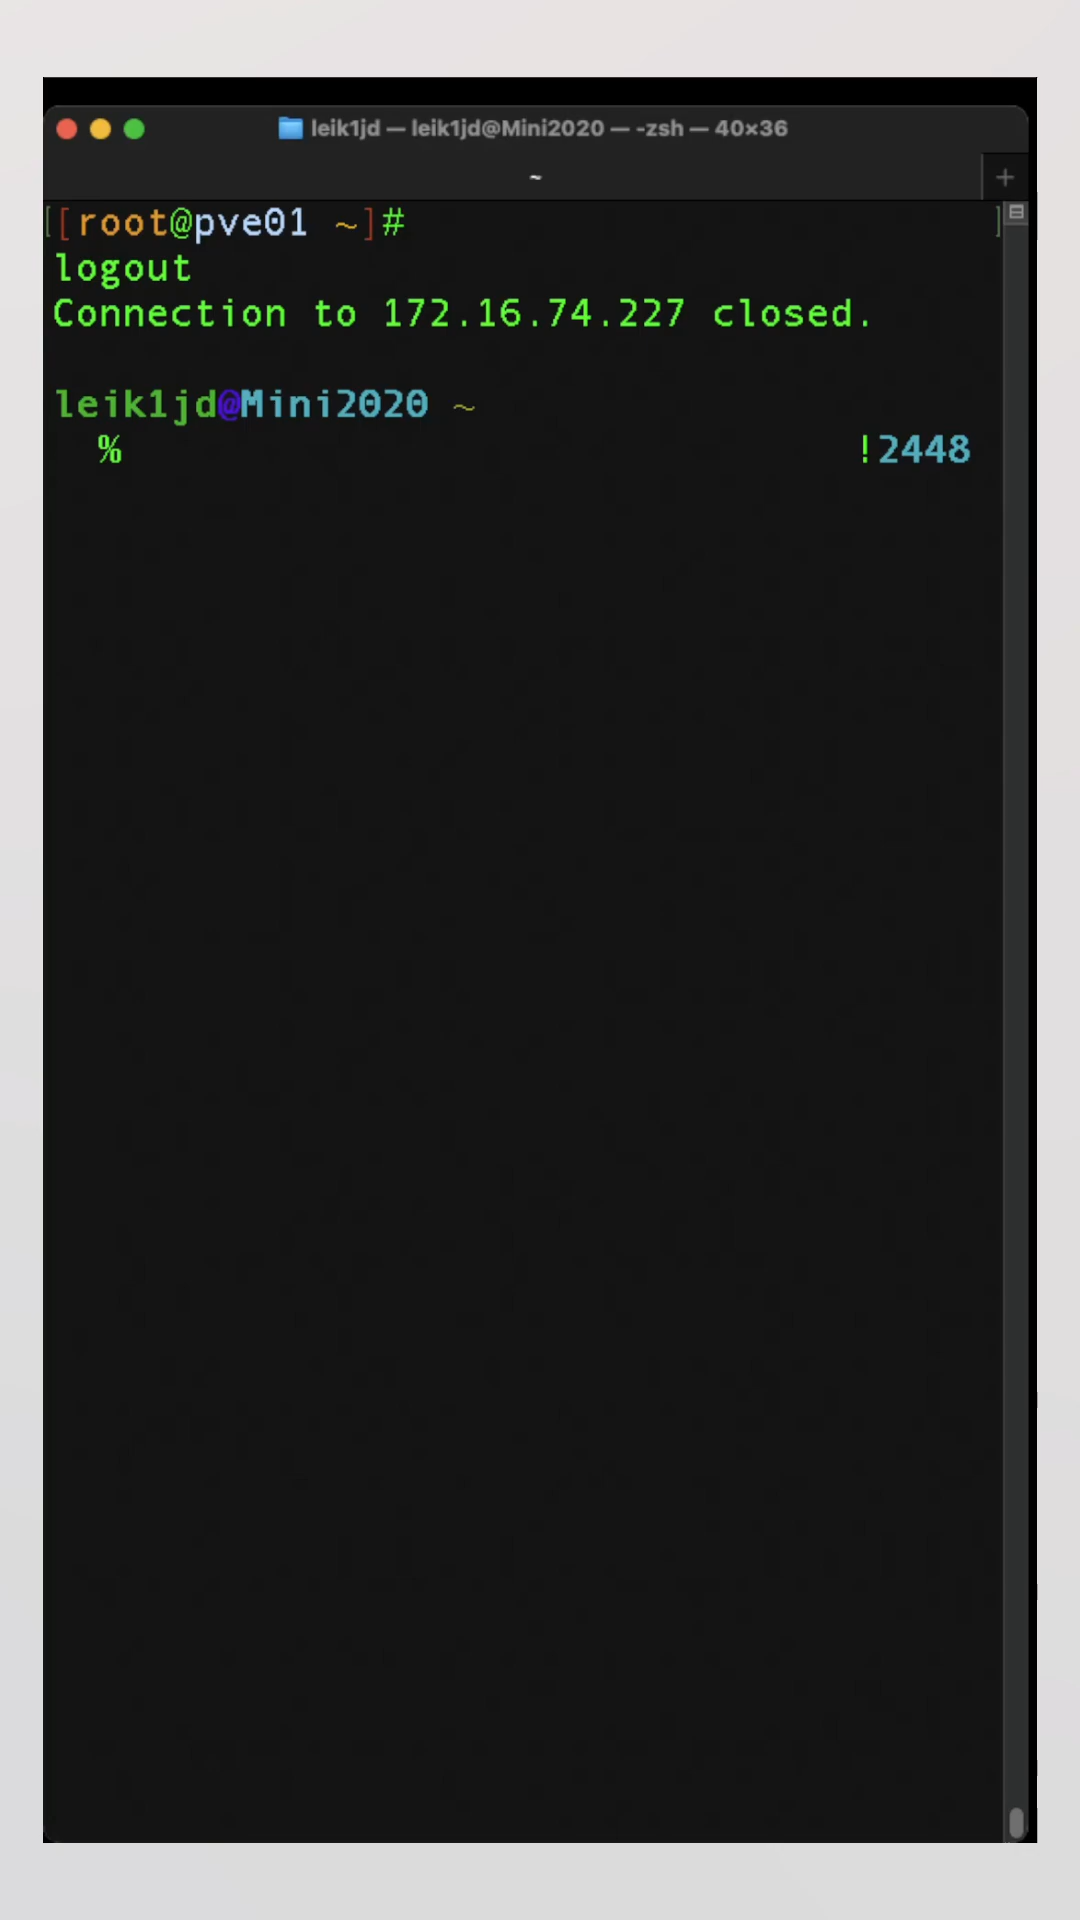 leik1jd — leik1jd@Mini2020 — -zsh — 40×36
~
+
[[root@pve01 ~]# ]
logout
Connection to 172.16.74.227 closed.
leik1jd@Mini2020 ~
% !2448